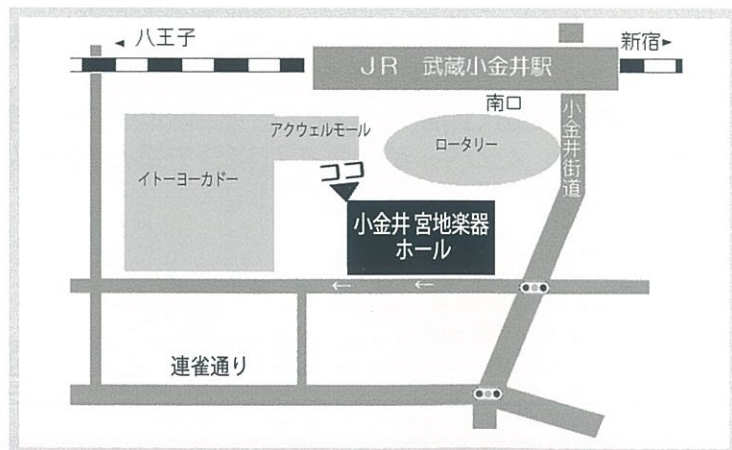 ◄ 八王子
新宿►
JR 武蔵小金井駅
南口
小金井街道
アクウェルモール
ロータリー
イトーヨーカドー
ココ
小金井 宮地楽器
ホール
← ←
連雀通り